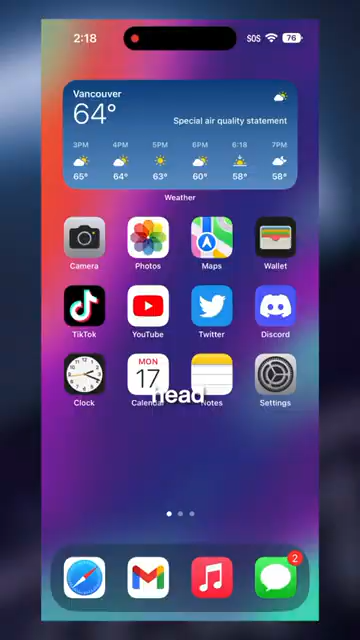 2:18 SOS 76
Vancouver
64°
Special air quality statement
3PM 4PM 5PM 6PM 6:18 7PM
65° 64° 63° 60° 58° 58°
Weather
Camera Photos Maps Wallet
TikTok YouTube Twitter Discord
MON
17
Clock Calendar Notes Settings
head
2